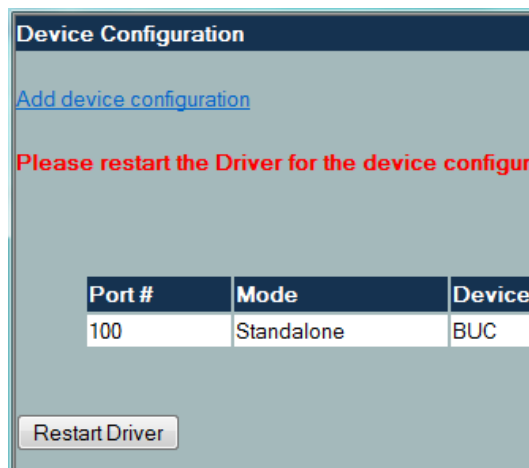 Device Configuration
Add device configuration
Please restart the Driver for the device configur
Port # Mode Device
100 Standalone BUC
Restart Driver